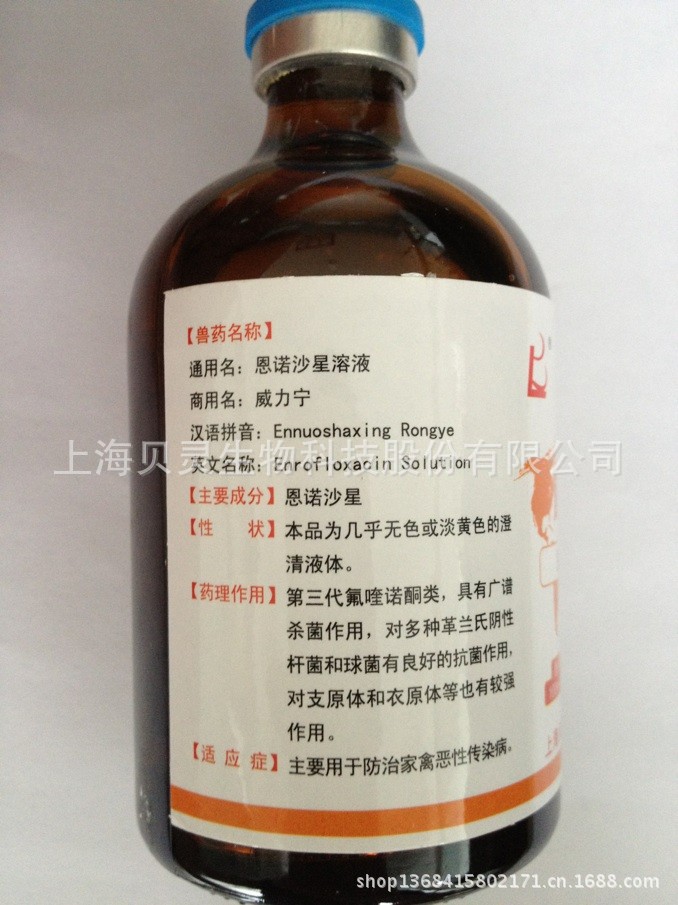 【兽药名称】
通用名：恩诺沙星溶液
商用名：威力宁
汉语拼音：Ennuoshaxing Rongye
上海贝灵生物科技股份有限公司
英文名称：Enrofloxacin Solution
【主要成分】恩诺沙星
【性 状】本品为几乎无色或淡黄色的澄
清液体。
【药理作用】第三代氟喹诺酮类，具有广谱
杀菌作用，对多种革兰氏阴性
杆菌和球菌有良好的抗菌作用，
对支原体和衣原体等也有较强
作用。
【适 应 症】主要用于防治家禽恶性传染病。
上
shop1368415802171.cn.1688.com